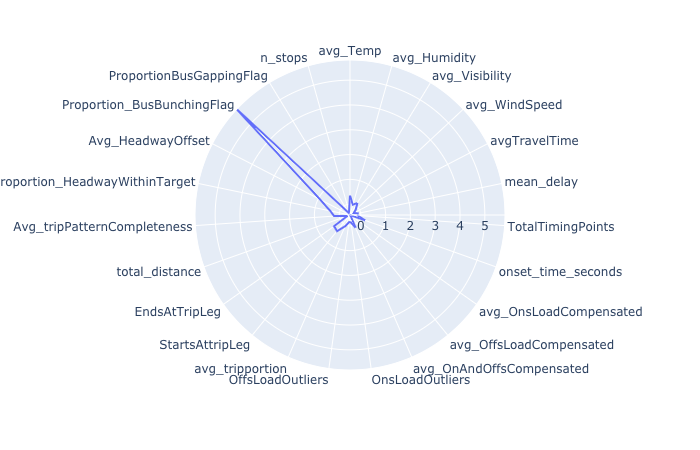 avg_Temp
n_stops
avg_Humidity
ProportionBusGappingFlag
avg_Visibility
Proportion_BusBunchingFlag
avg_WindSpeed
Avg_HeadwayOffset
avgTravelTime
roportion_HeadwayWithinTarget
mean_delay
Avg_tripPatternCompleteness
0 1 2 3 4 5
TotalTimingPoints
total_distance
onset_time_seconds
EndsAtTripLeg
avg_OnsLoadCompensated
StartsAttripLeg
avg_OffsLoadCompensated
avg_tripportion
avg_OnAndOffsCompensated
OffsLoadOutliers
OnsLoadOutliers